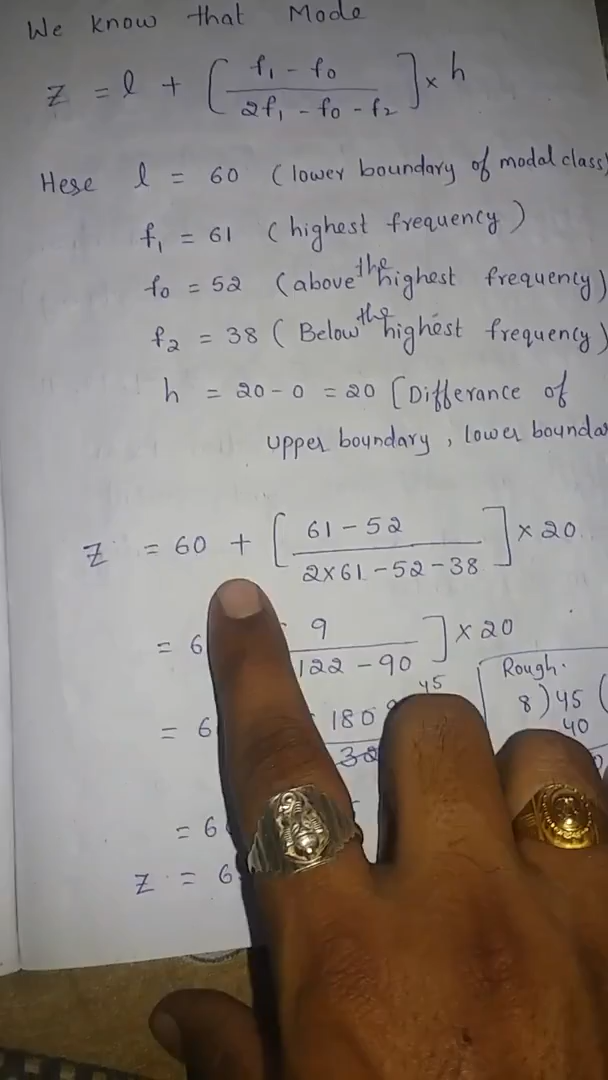 We know that Mode
Z = l + [ f₁ - f₀ / 2f₁ - f₀ - f₂ ] × h
Here l = 60 (lower boundary of modal class)
f₁ = 61 (highest frequency)
f₀ = 52 (above the highest frequency)
f₂ = 38 (Below the highest frequency)
h = 20 - 0 = 20 [Differance of
upper boundary, lower bounda
Z = 60 + [ 61 - 52 / 2×61 - 52 - 38 ] × 20
= 6 9 / 122 - 90 ] × 20
Rough.
= 6 180 / 32 45
8 ) 45 (
40
= 6
Z = 6